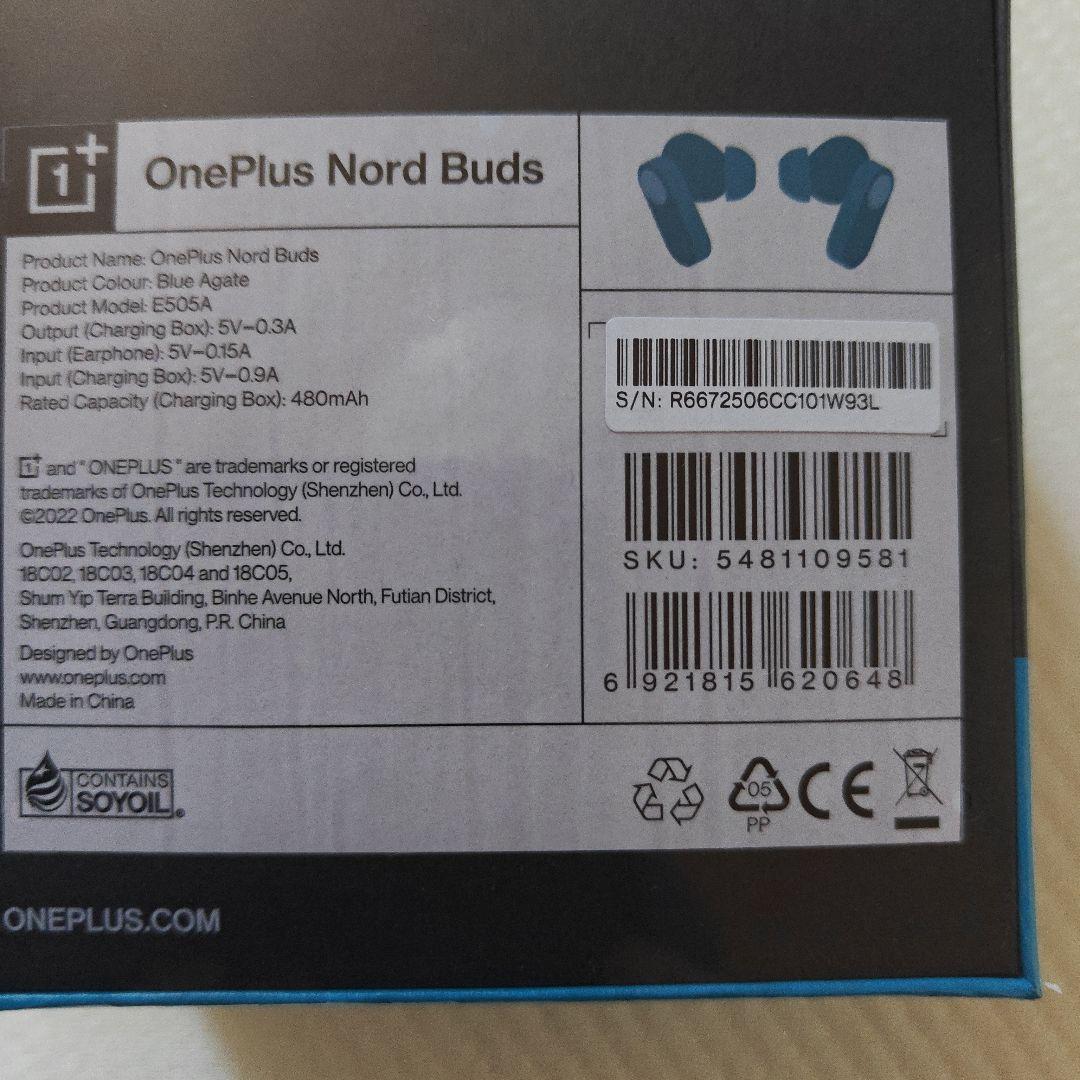 1+
OnePlus Nord Buds
Product Name: OnePlus Nord Buds
Product Colour: Blue Agate
Product Model: E505A
Output (Charging Box): 5V⎓0.3A
Input (Earphone): 5V⎓0.15A
Input (Charging Box): 5V⎓0.9A
Rated Capacity (Charging Box): 480mAh
1+ and "ONEPLUS" are trademarks or registered
trademarks of OnePlus Technology (Shenzhen) Co., Ltd.
©2022 OnePlus. All rights reserved.
OnePlus Technology (Shenzhen) Co., Ltd.
18C02, 18C03, 18C04 and 18C05,
Shum Yip Terra Building, Binhe Avenue North, Futian District,
Shenzhen, Guangdong, P.R. China
Designed by OnePlus
www.oneplus.com
Made in China
S/N: R6672506CC101W93L
SKU: 5481109581
6 921815 620648
CONTAINS
SOYOIL®
05
PP
CE
ONEPLUS.COM